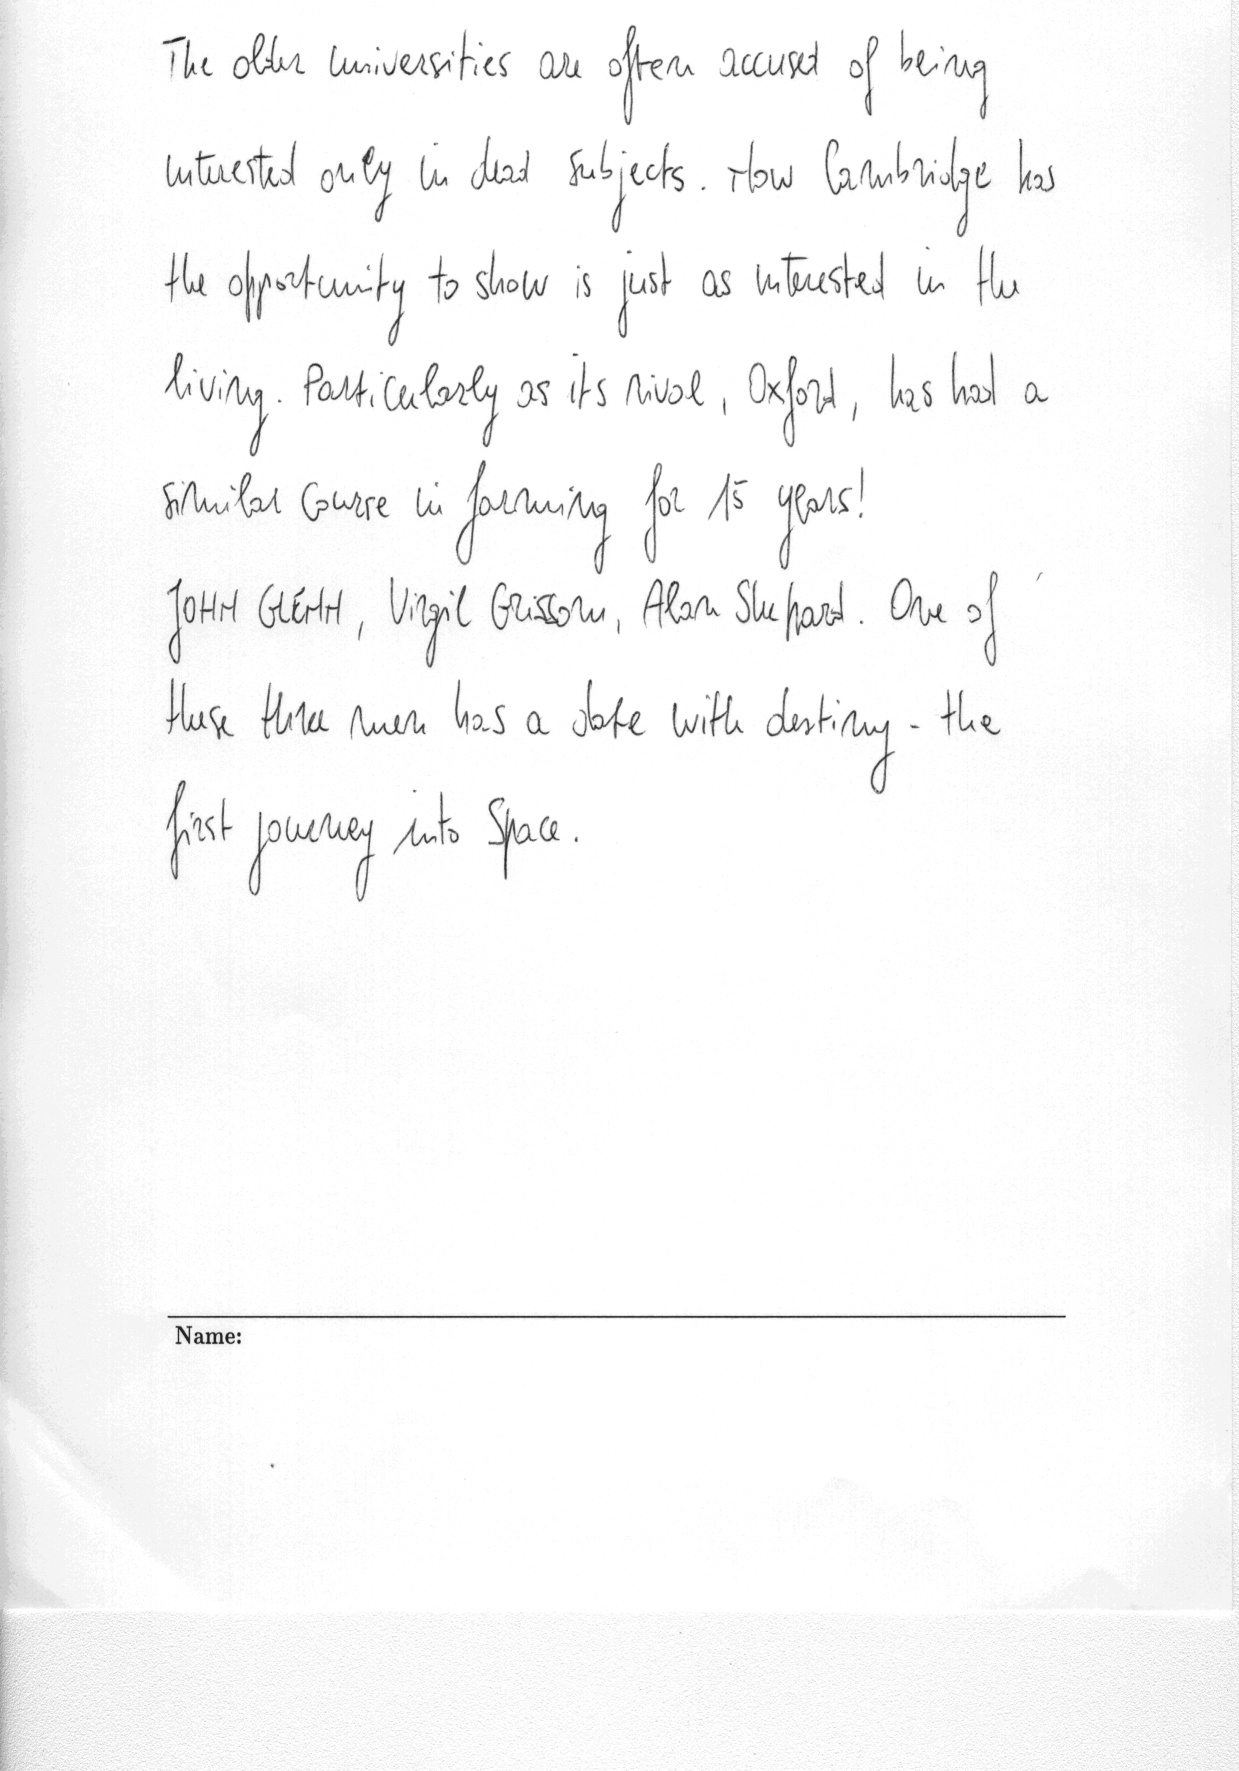 The older universities are often accused of being
interested only in dead subjects. Now Cambridge has
the opportunity to show is just as interested in the
living. Particularly as its rival, Oxford, has had a
similar course in farming for 15 years!
JOHN GLENN, Virgil Grissom, Alan Shepard. One of
these three men has a date with destiny - the
first journey into Space.
Name: